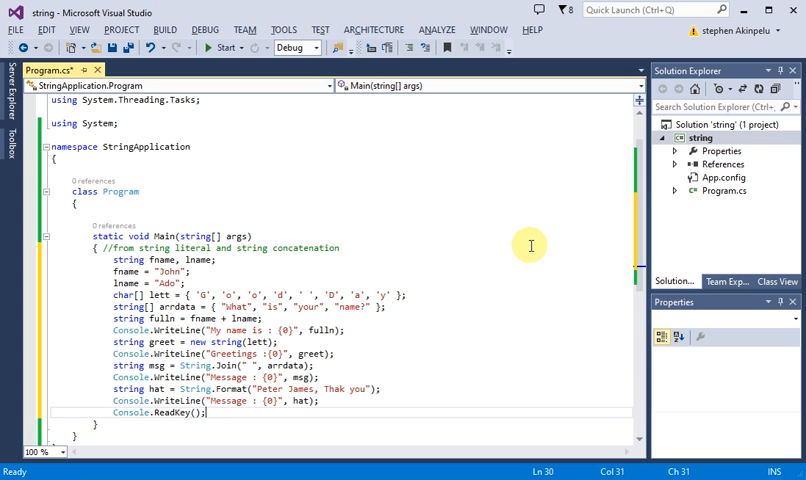 string - Microsoft Visual Studio
8
Quick Launch (Ctrl+Q)
FILE EDIT VIEW PROJECT BUILD DEBUG TEAM TOOLS TEST ARCHITECTURE ANALYZE WINDOW HELP
stephen Akinpelu
Start Debug
Server Explorer
Toolbox
Program.cs*
StringApplication.Program
Main(string[] args)
using System.Threading.Tasks;
using System;
namespace StringApplication
{
0 references
class Program
{
0 references
static void Main(string[] args)
{ //from string literal and string concatenation
string fname, lname;
fname = "John";
lname = "Ado";
char[] lett = { 'G', 'o', 'o', 'd', ' ', 'D', 'a', 'y' };
string[] arrdata = { "What", "is", "your", "name?" };
string fulln = fname + lname;
Console.WriteLine("My name is : {0}", fulln);
string greet = new string(lett);
Console.WriteLine("Greetings :{0}", greet);
string msg = String.Join(" ", arrdata);
Console.WriteLine("Message : {0}", msg);
string hat = String.Format("Peter James, Thak you");
Console.WriteLine("Message : {0}", hat);
Console.ReadKey();
}
}
100 %
Solution Explorer
Search Solution Explorer (Ctrl+;
Solution 'string' (1 project)
string
Properties
References
App.config
Program.cs
Solution... Team Exp... Class View
Properties
Ready
Ln 30
Col 31
Ch 31
INS